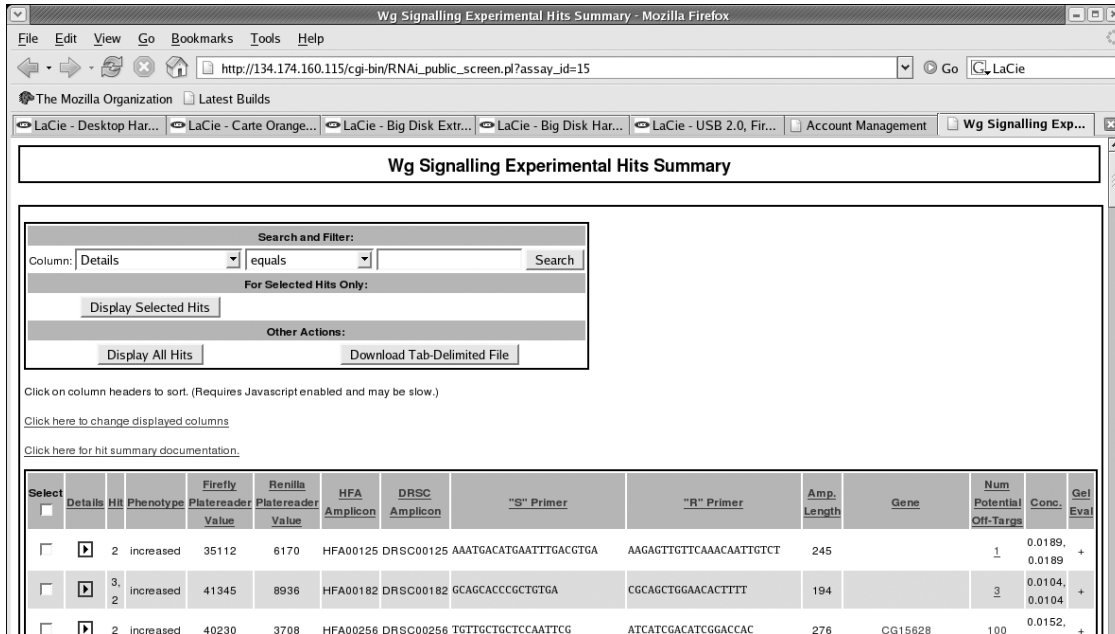 Wg Signalling Experimental Hits Summary - Mozilla Firefox
File Edit View Go Bookmarks Tools Help
http://134.174.160.115/cgi-bin/RNAi_public_screen.pl?assay_id=15 Go G LaCie
The Mozilla Organization Latest Builds
LaCie - Desktop Har... LaCie - Carte Orange... LaCie - Big Disk Extr... LaCie - Big Disk Har... LaCie - USB 2.0, Fir... Account Management Wg Signalling Exp...
Wg Signalling Experimental Hits Summary
Search and Filter:
Column: Details equals Search
For Selected Hits Only:
Display Selected Hits
Other Actions:
Display All Hits Download Tab-Delimited File
Click on column headers to sort. (Requires Javascript enabled and may be slow.)
Click here to change displayed columns
Click here for hit summary documentation.
Select Details Hit Phenotype Firefly Platereader Value Renilla Platereader Value HFA Amplicon DRSC Amplicon "S" Primer "R" Primer Amp. Length Gene Num Potential Off-Targs Conc. Gel Eval
2 increased 35112 6170 HFA00125 DRSC00125 AAATGACATGAATTTGACGTGA AAGAGTTGTTCAAACAATTGTCT 245 1 0.0189, 0.0189 +
3, 2 increased 41345 8936 HFA00182 DRSC00182 GCAGCACCCGCTGTGA CGCAGCTGGAACACTTTT 194 3 0.0104, 0.0104 +
2 increased 40230 3708 HFA00256 DRSC00256 TGTTGCTGCTCCAATTCG ATCATCGACATCGGACCAC 276 CG15628 100 0.0152, +